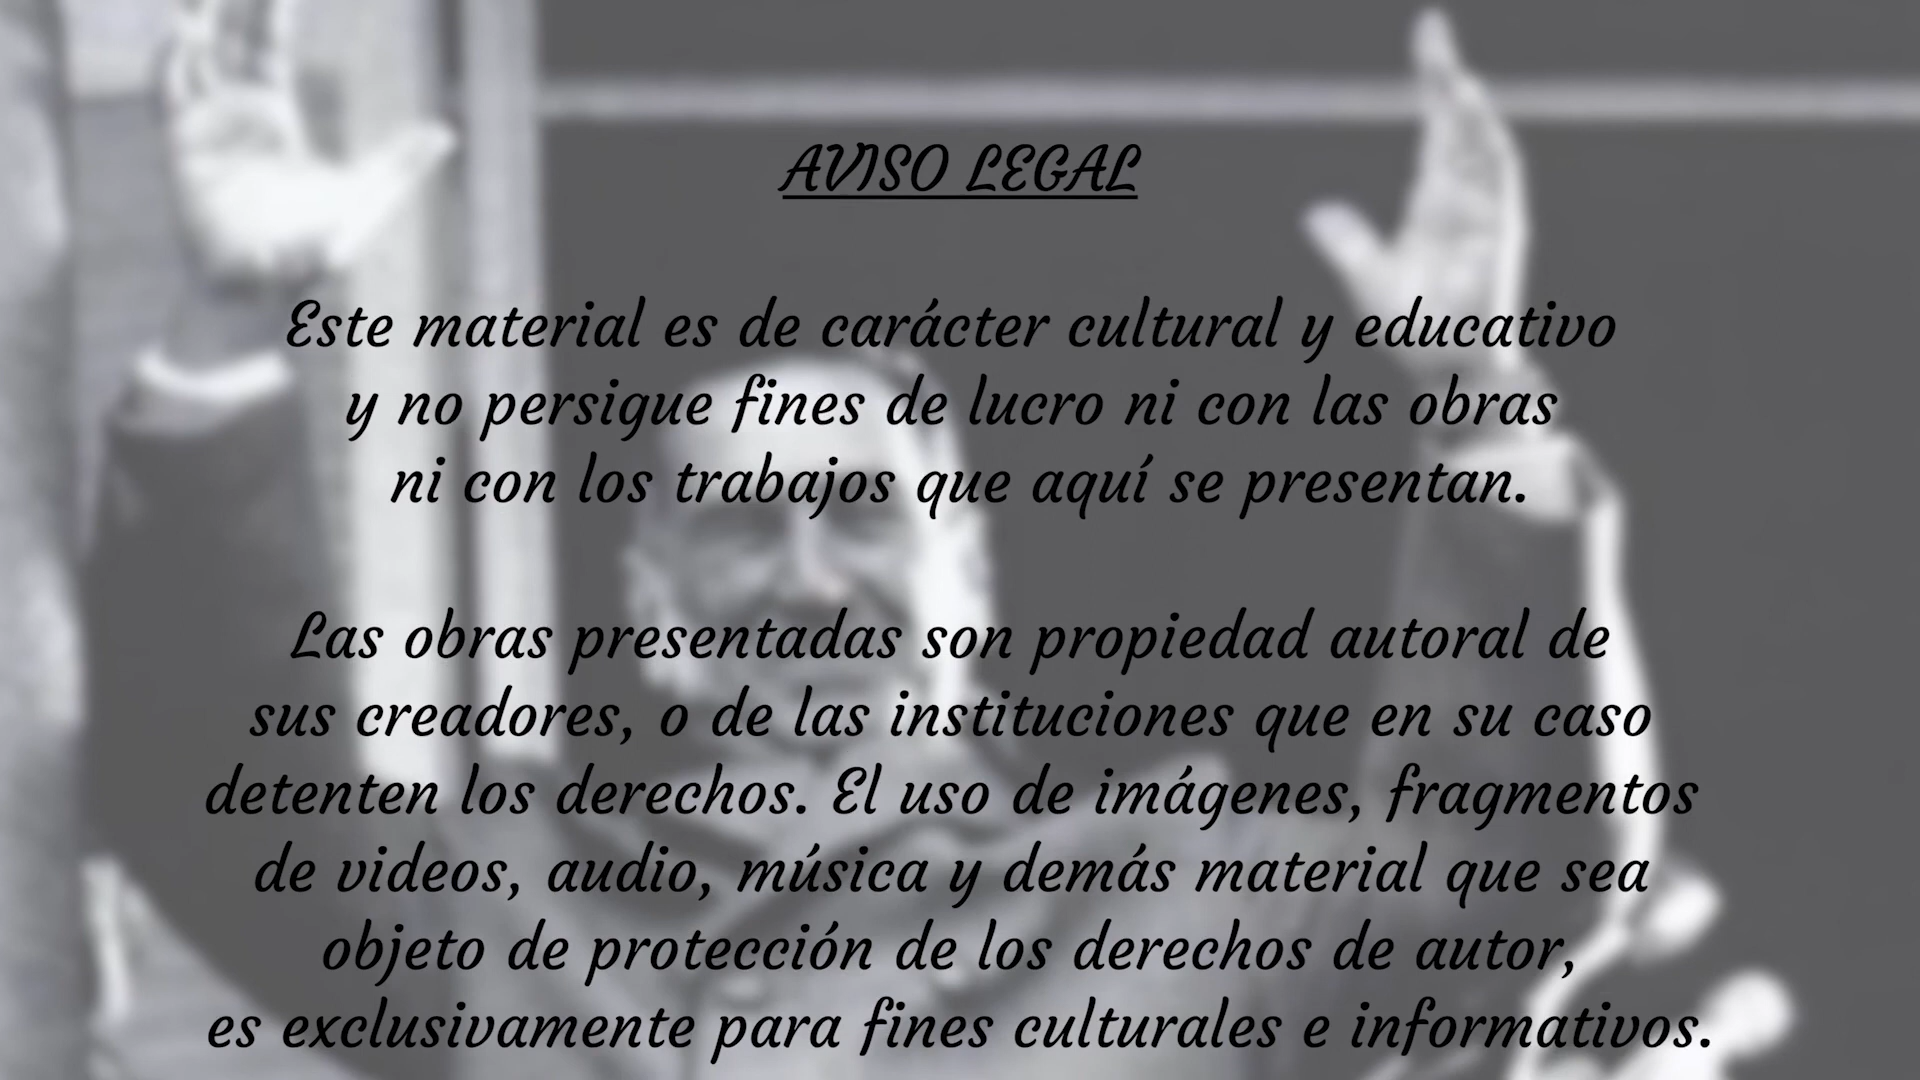 AVISO LEGAL
Este material es de carácter cultural y educativo
y no persigue fines de lucro ni con las obras
ni con los trabajos que aquí se presentan.
Las obras presentadas son propiedad autoral de
sus creadores, o de las instituciones que en su caso
detenten los derechos. El uso de imágenes, fragmentos
de videos, audio, música y demás material que sea
objeto de protección de los derechos de autor,
es exclusivamente para fines culturales e informativos.